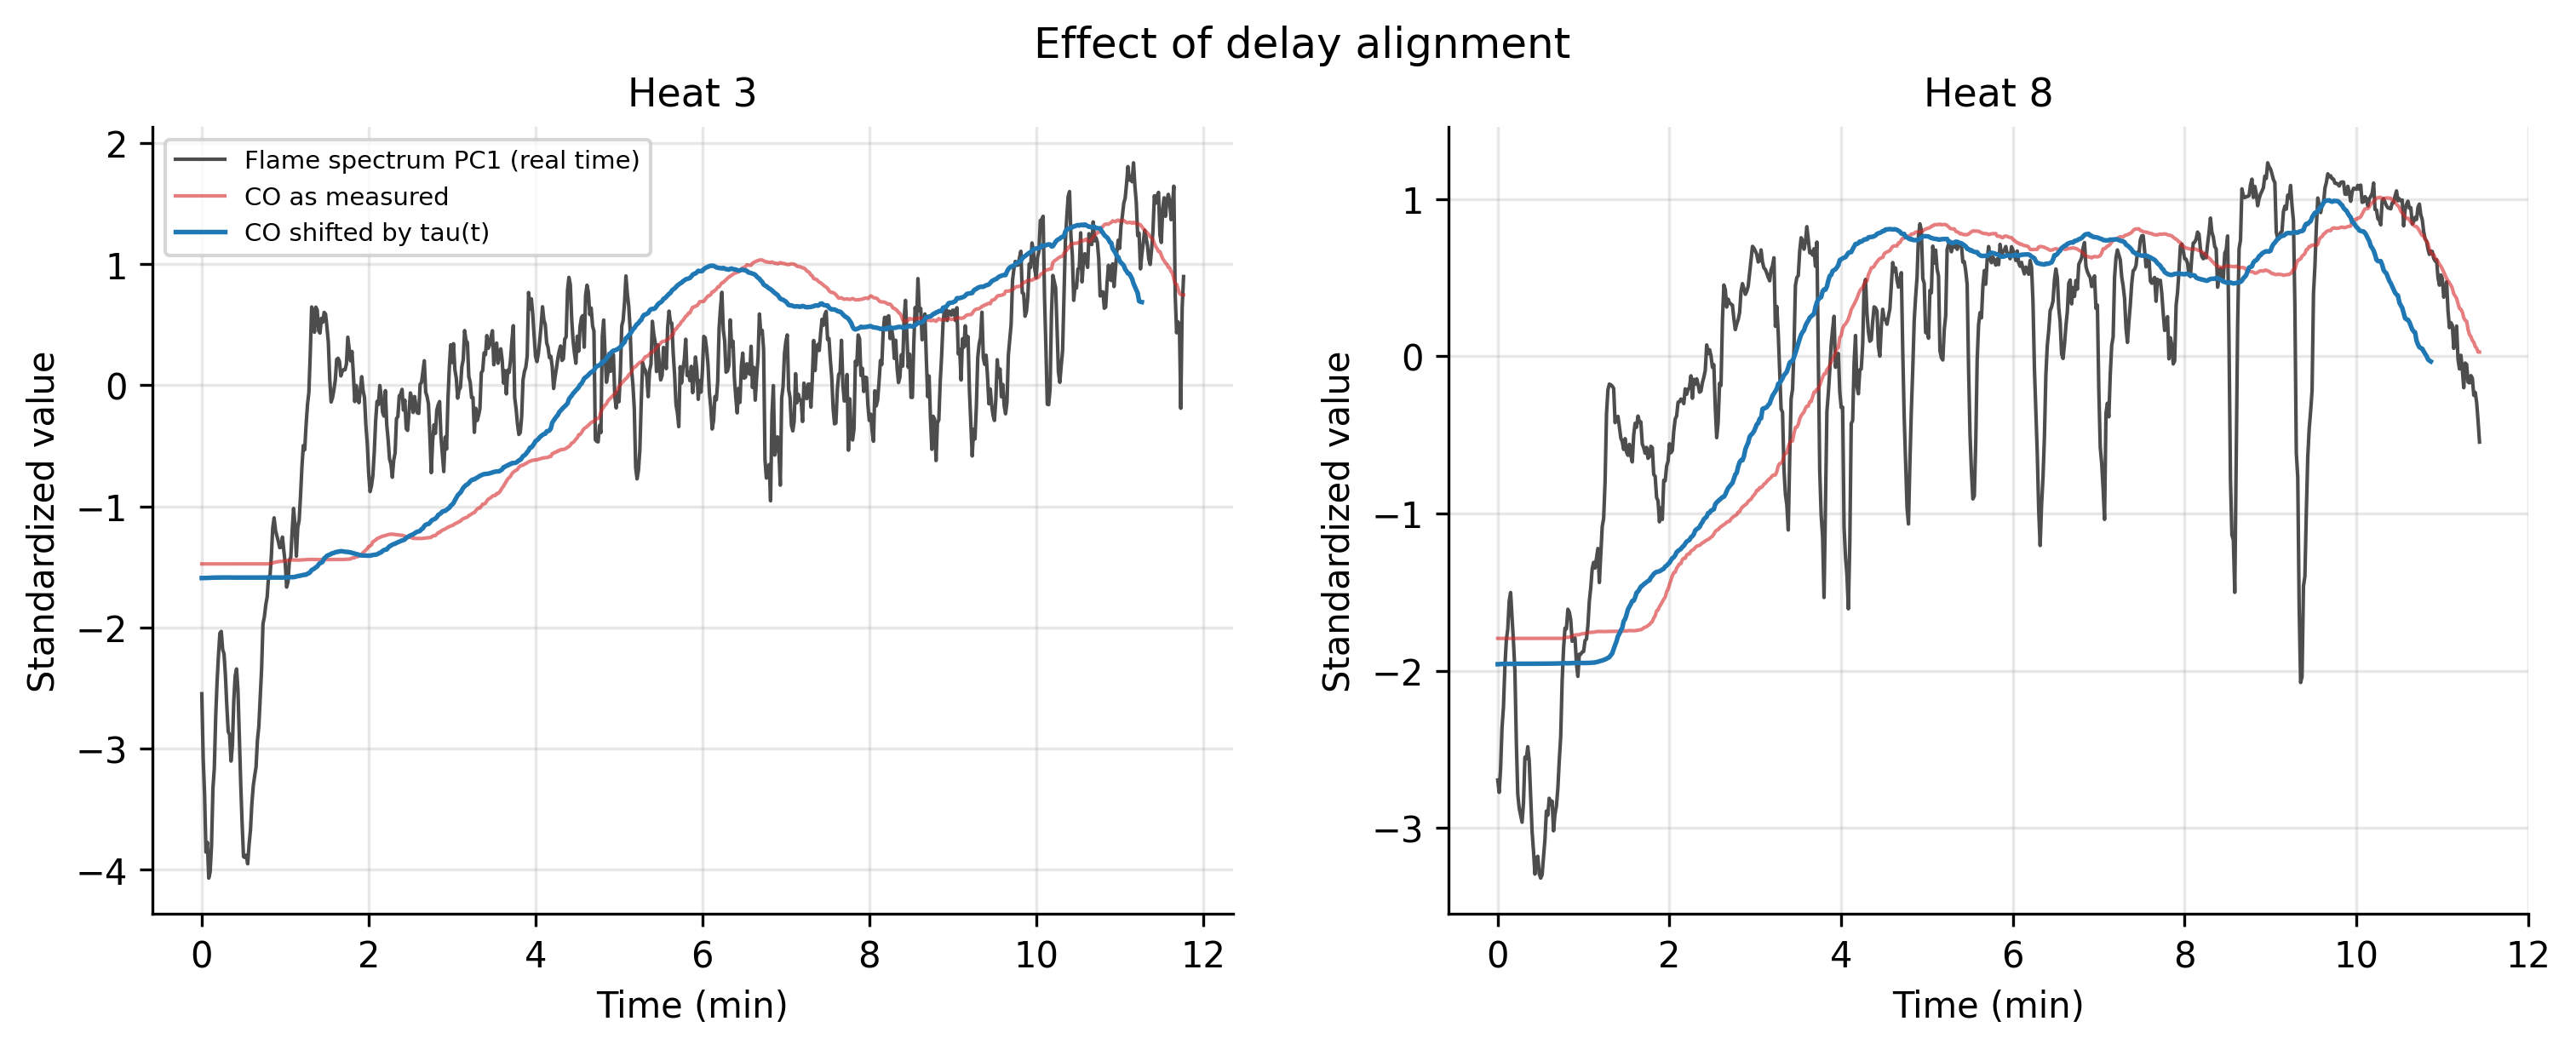 Effect of delay alignment
Heat 3
Flame spectrum PC1 (real time)
CO as measured
CO shifted by tau(t)
Standardized value
2
1
0
−1
−2
−3
−4
0 2 4 6 8 10 12
Time (min)
Heat 8
Standardized value
1
0
−1
−2
−3
0 2 4 6 8 10 12
Time (min)